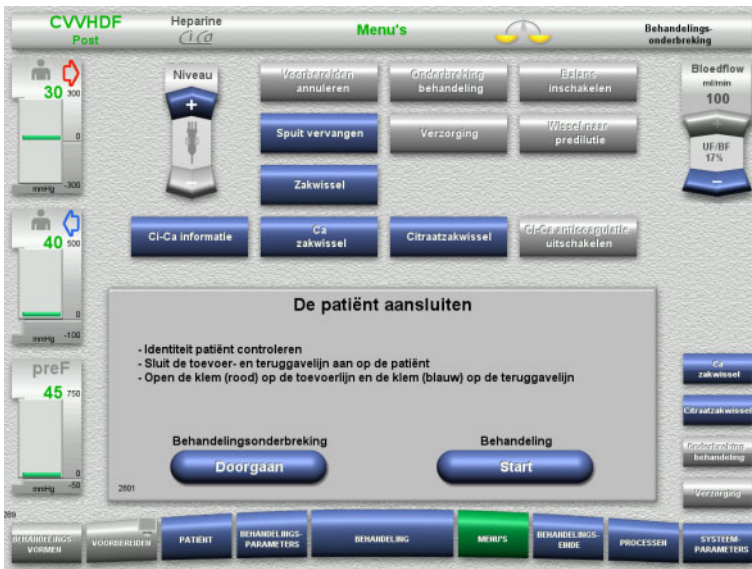 CVVHDF
Post
Heparine
Ci Ca
Menu's
Behandelings-
onderbreking
30
300
0
mmHg
-300
Niveau
+
–
Voorbereiden
annuleren
Onderbreking
behandeling
Balans
inschakelen
Spuit vervangen
Verzorging
Wissel naar
predilutie
Zakwissel
Bloedflow
ml/min
100
+
UF/BF
17%
–
40
500
0
mmHg
-100
Ci-Ca informatie
Ca
zakwissel
Citraatzakwissel
Ci-Ca anticoagulatie
uitschakelen
De patiënt aansluiten
- Identiteit patiënt controleren
- Sluit de toevoer- en teruggavelijn aan op de patiënt
- Open de klem (rood) op de toevoerlijn en de klem (blauw) op de teruggavelijn
Behandelingsonderbreking
Doorgaan
Behandeling
Start
2801
preF
45
750
0
mmHg
-50
Ca
zakwissel
Citraatzakwissel
Onderbreking
behandeling
Verzorging
BEHANDELINGS-
VORMEN
VOORBEREIDEN
PATIËNT
BEHANDELINGS-
PARAMETERS
BEHANDELING
MENU'S
BEHANDELINGS-
EINDE
PROCESSEN
SYSTEEM-
PARAMETERS